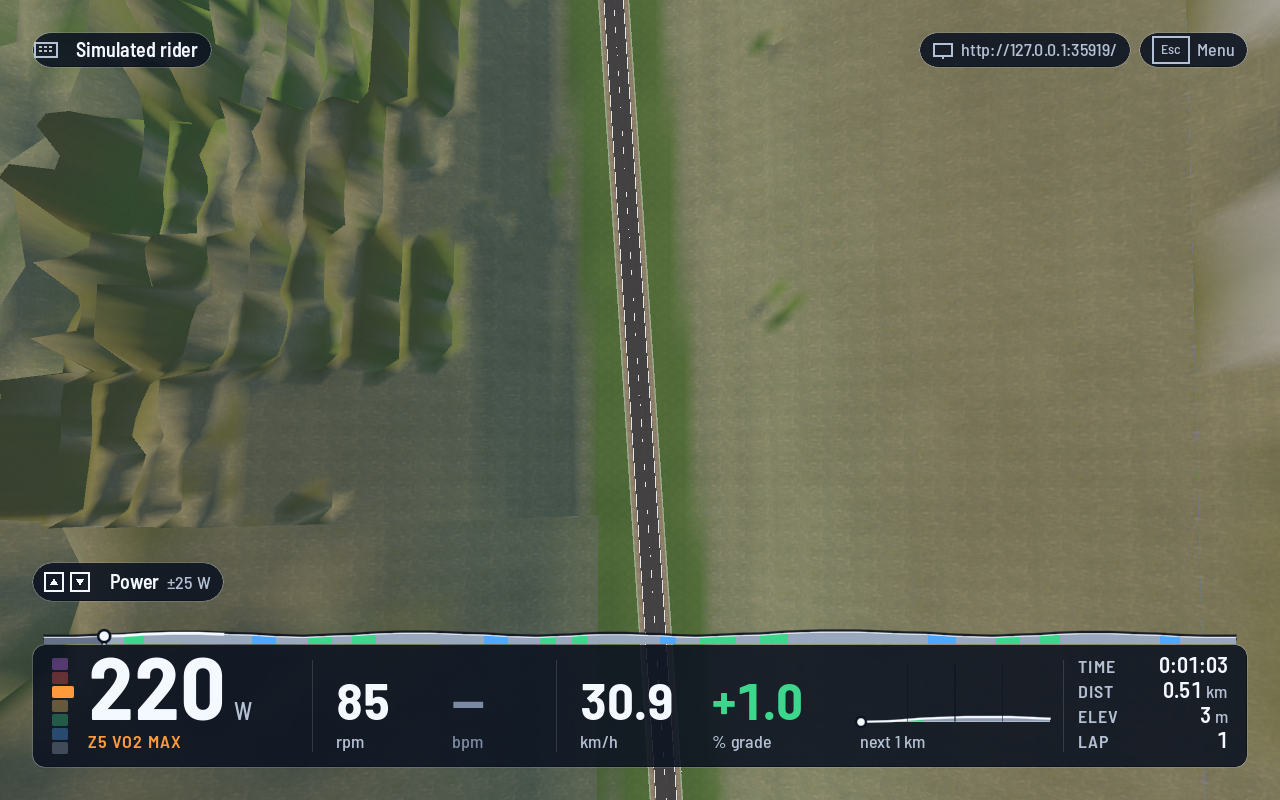 Simulated rider
http://127.0.0.1:35919/
Esc Menu
Power ±25 W
220 W
Z5 VO2 MAX
85
rpm
—
bpm
30.9
km/h
+1.0
% grade
next 1 km
TIME 0:01:03
DIST 0.51 km
ELEV 3 m
LAP 1